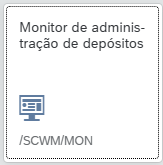 Monitor de adminis-
tração de depósitos
/SCWM/MON